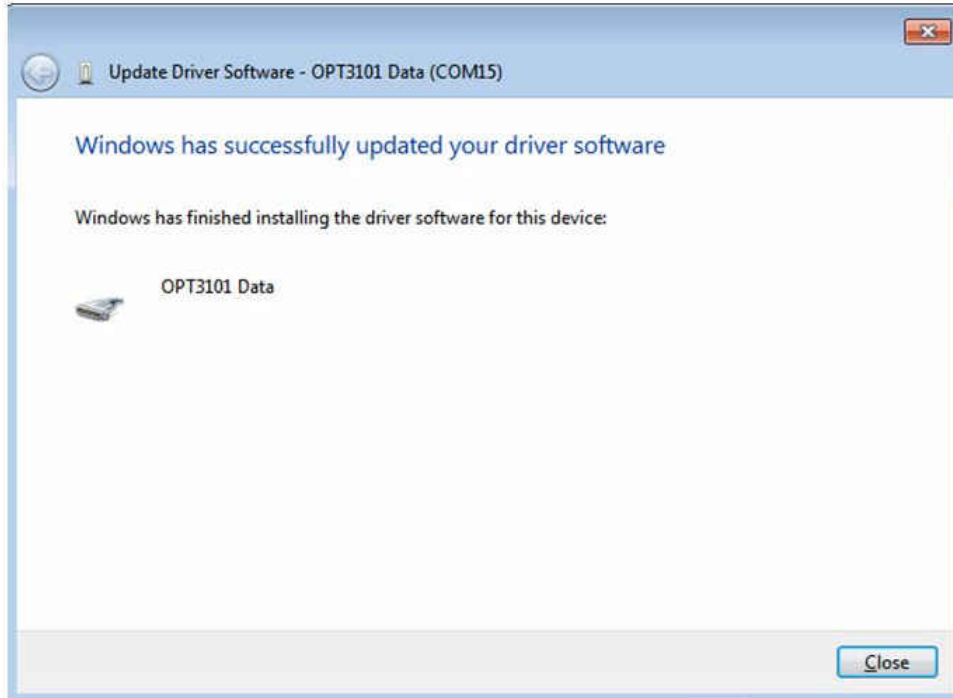 Update Driver Software - OPT3101 Data (COM15)
Windows has successfully updated your driver software
Windows has finished installing the driver software for this device:
OPT3101 Data
Close